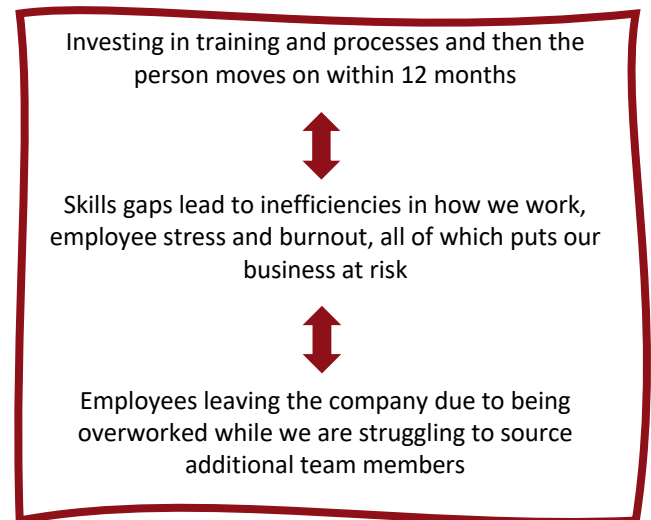 Investing in training and processes and then the
person moves on within 12 months
Skills gaps lead to inefficiencies in how we work,
employee stress and burnout, all of which puts our
business at risk
Employees leaving the company due to being
overworked while we are struggling to source
additional team members